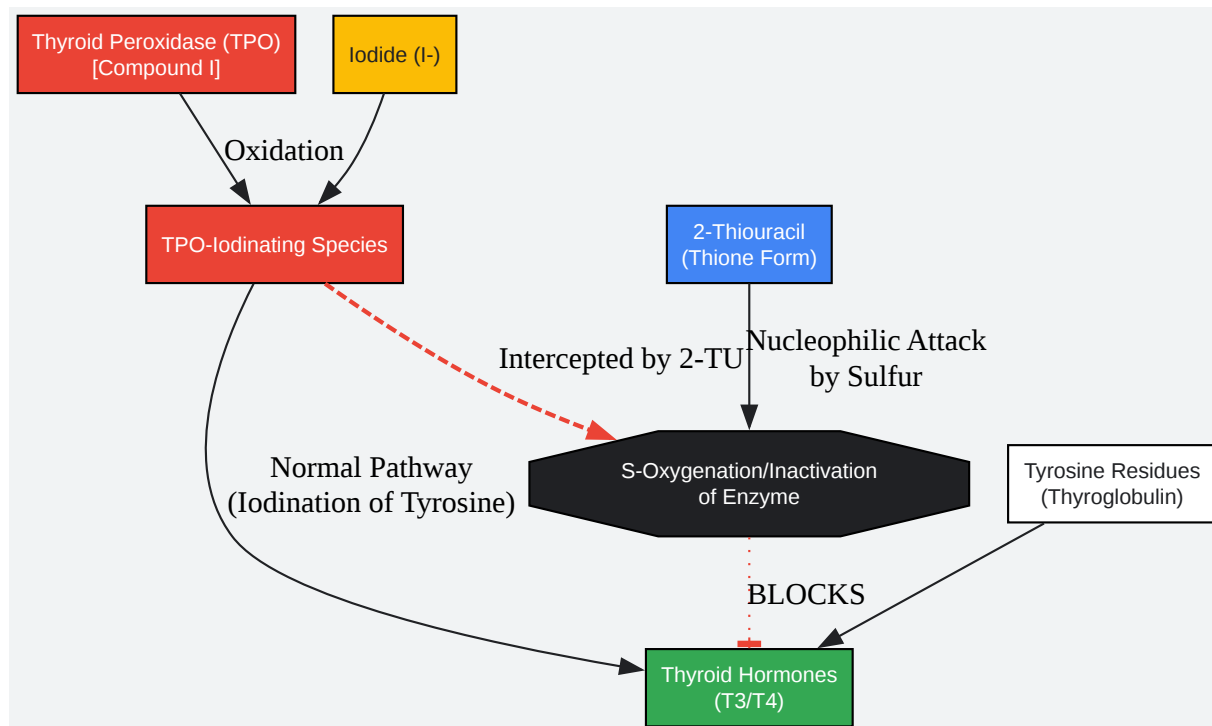 Thyroid Peroxidase (TPO)
[Compound I]
Iodide (I-)
Oxidation
TPO-Iodinating Species
2-Thiouracil
(Thione Form)
Intercepted by 2-TU
Nucleophilic Attack
by Sulfur
Normal Pathway
(Iodination of Tyrosine)
S-Oxygenation/Inactivation
of Enzyme
Tyrosine Residues
(Thyroglobulin)
BLOCKS
Thyroid Hormones
(T3/T4)